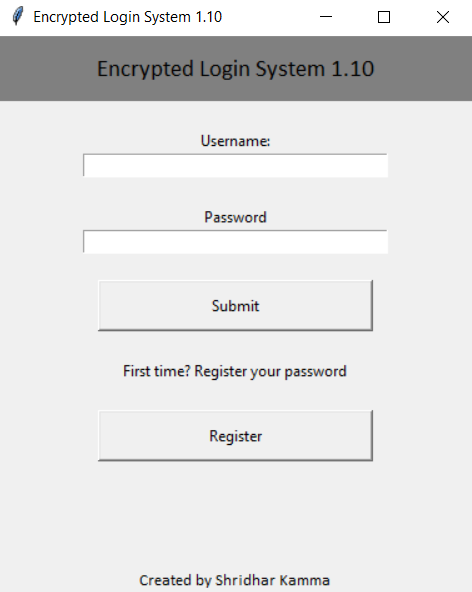 Encrypted Login System 1.10
Encrypted Login System 1.10
Username:
Password
Submit
First time? Register your password
Register
Created by Shridhar Kamma